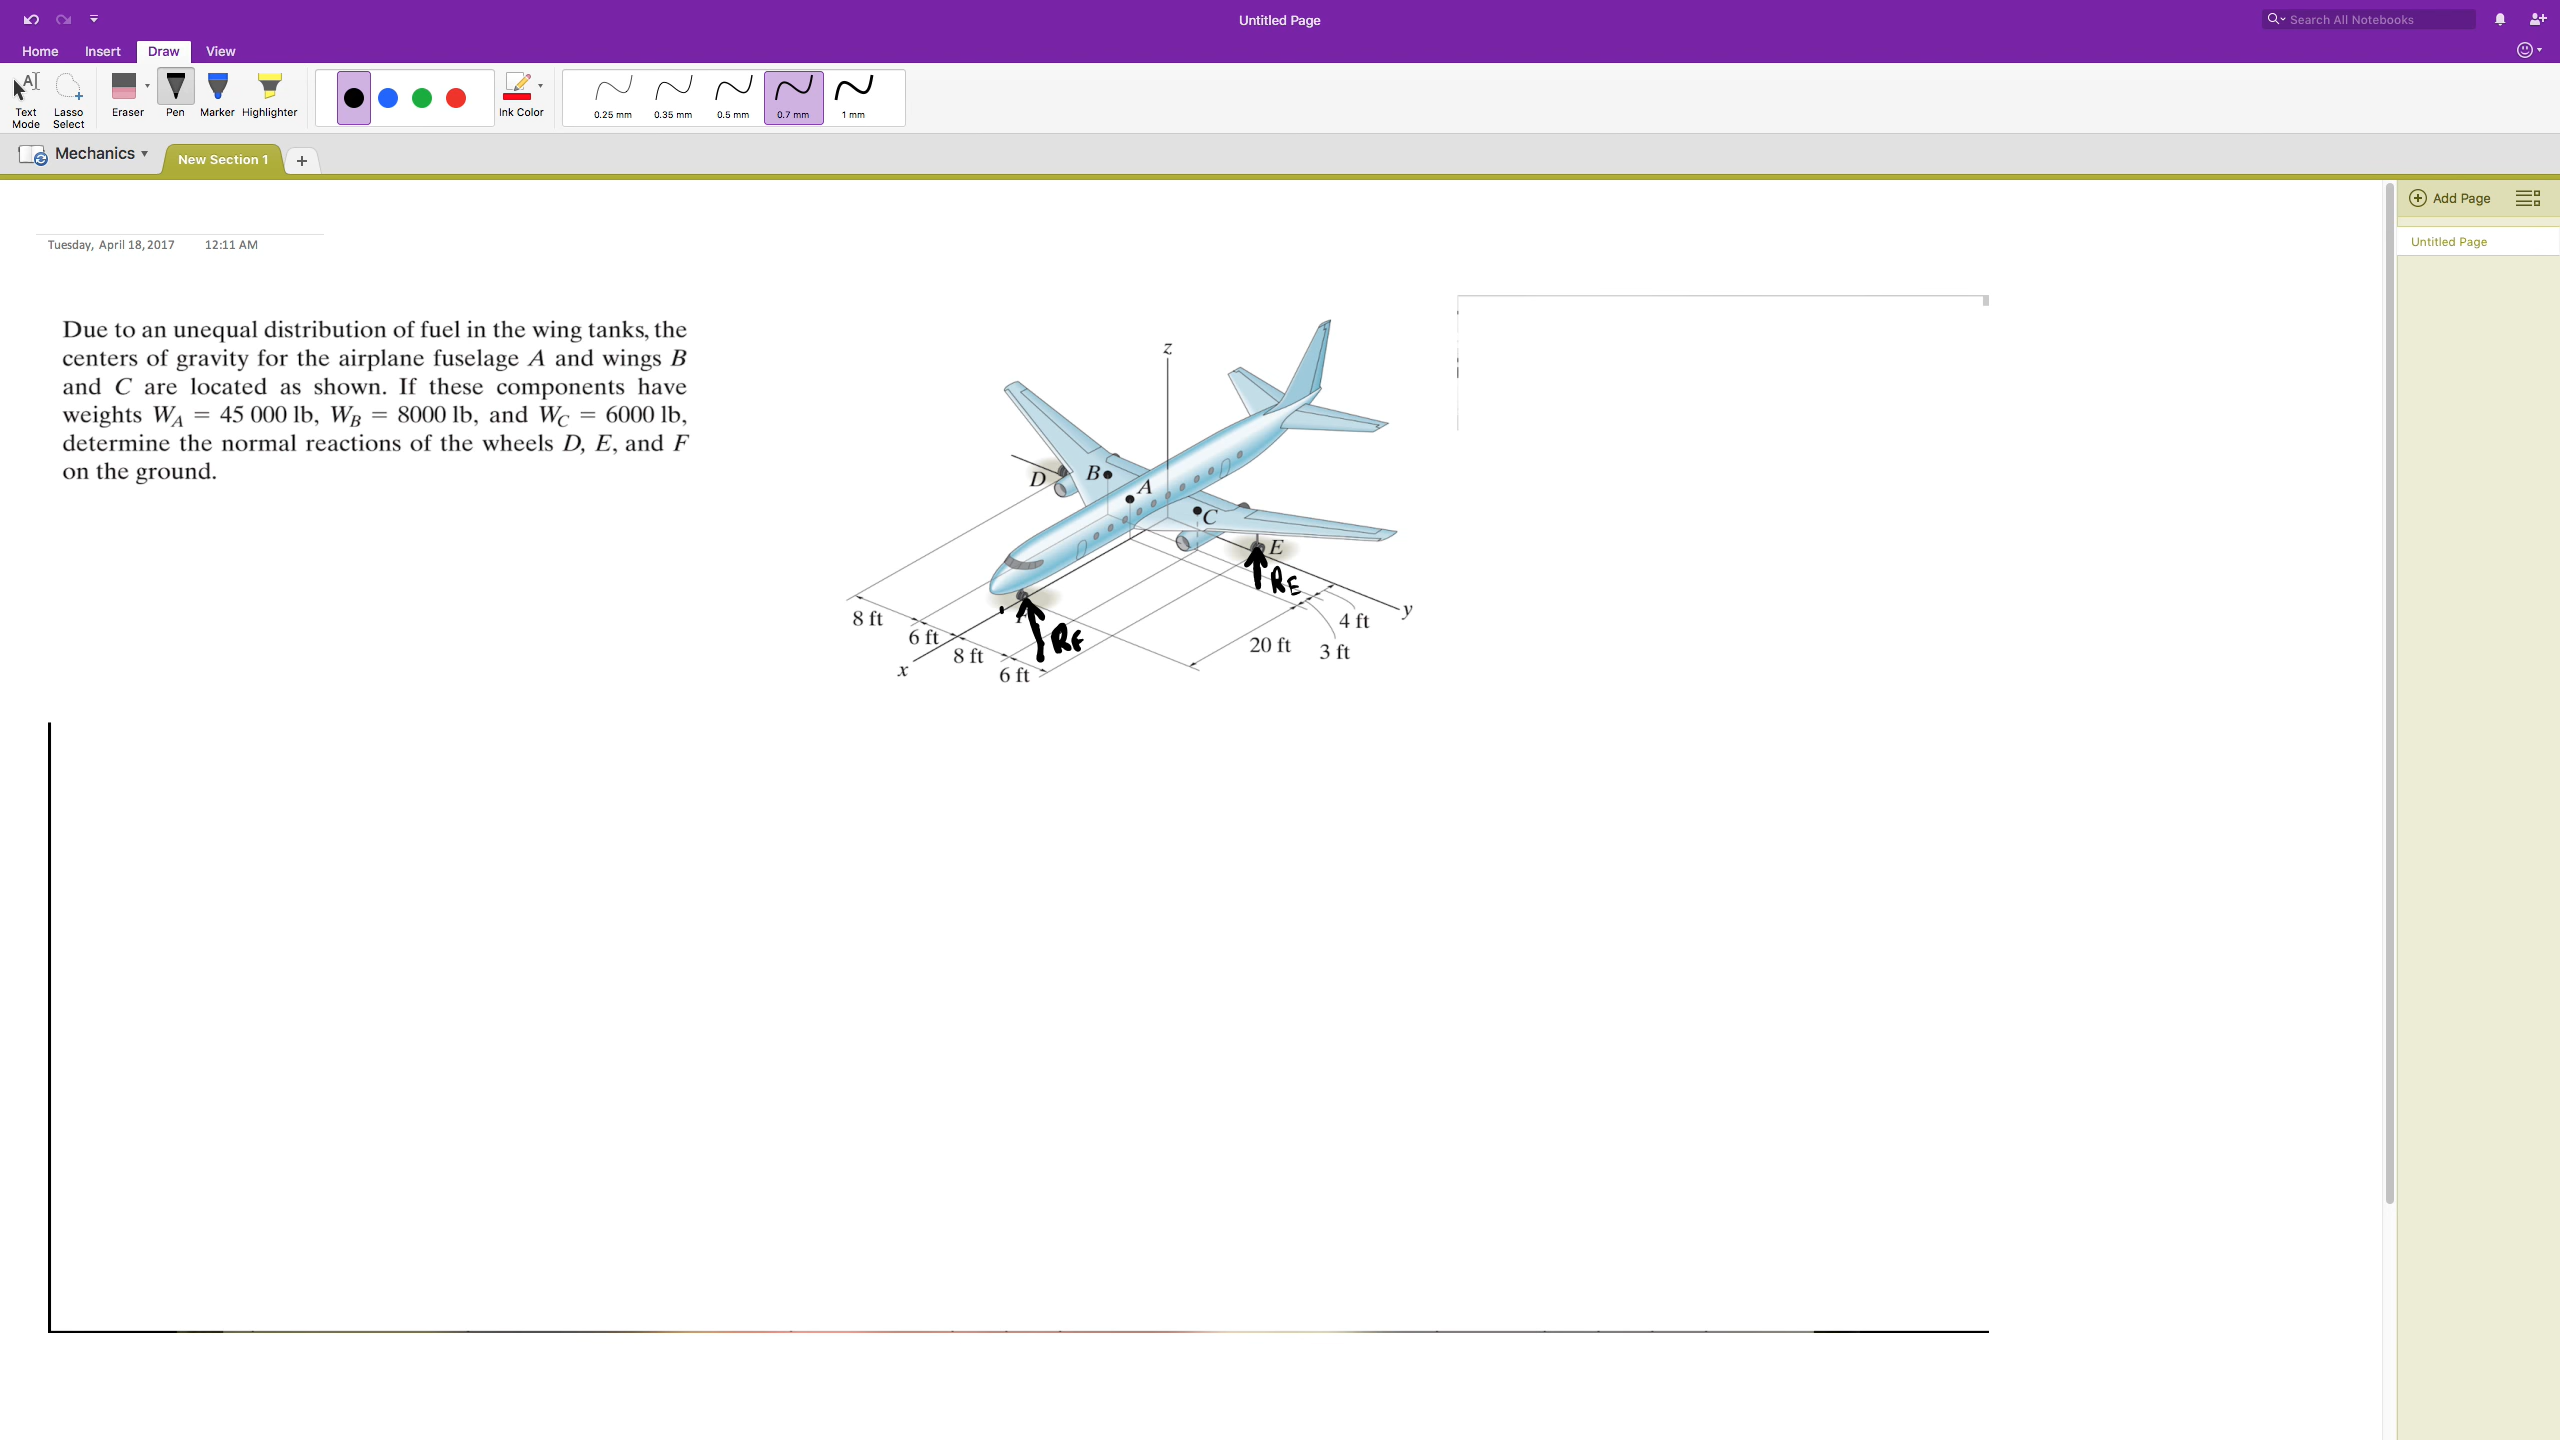 Untitled Page
Search All Notebooks
Home Insert Draw View
Text Mode
Lasso Select
Eraser Pen Marker Highlighter
Ink Color
0.25 mm 0.35 mm 0.5 mm 0.7 mm 1 mm
Mechanics New Section 1 +
Add Page
Untitled Page
Tuesday, April 18, 2017 12:11 AM
Due to an unequal distribution of fuel in the wing tanks, the
centers of gravity for the airplane fuselage A and wings B
and C are located as shown. If these components have
weights W_A = 45 000 lb, W_B = 8000 lb, and W_C = 6000 lb,
determine the normal reactions of the wheels D, E, and F
on the ground.
z
D B A
C
E
RE
RF
8 ft
6 ft
8 ft
6 ft
x
20 ft
3 ft
4 ft
y